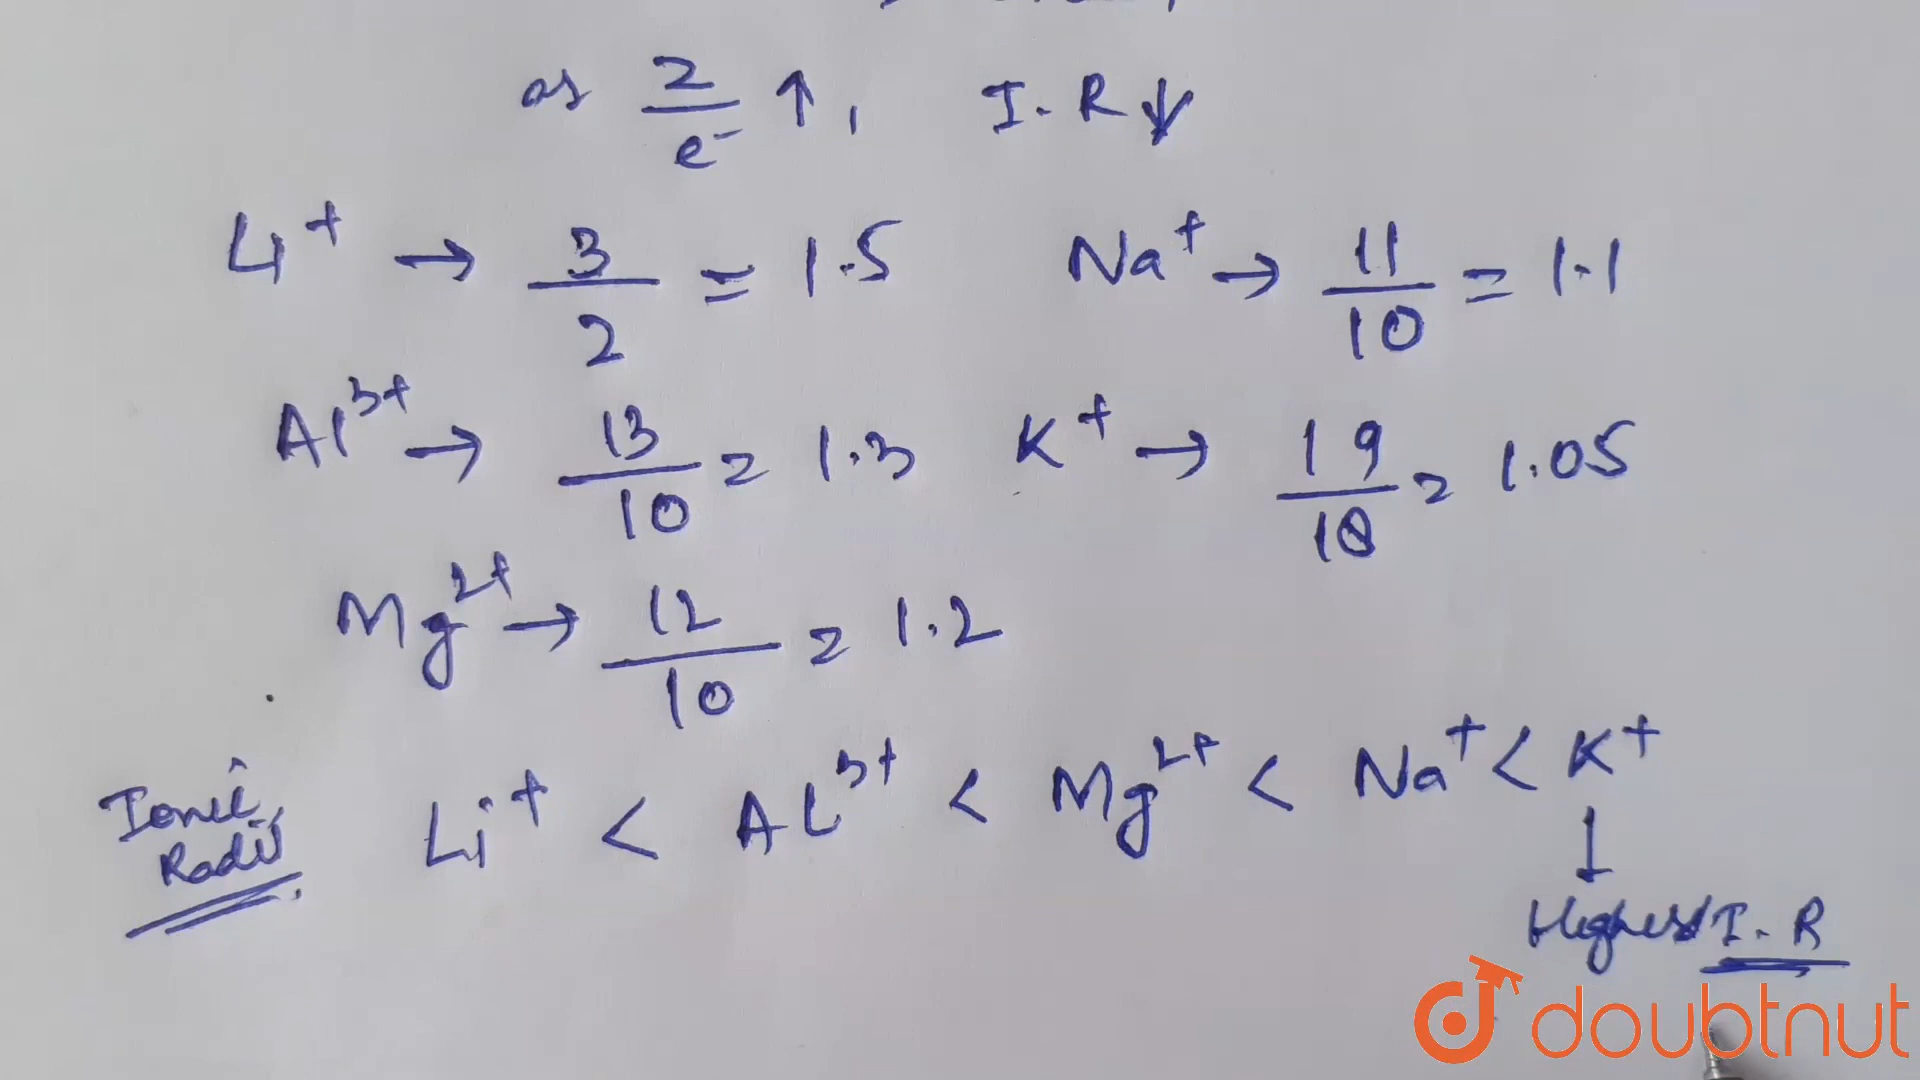 as Z/e⁻ ↑, I.R ↓
Li⁺ → 3/2 = 1.5 Na⁺ → 11/10 = 1.1
Al³⁺ → 13/10 = 1.3 K⁺ → 19/18 = 1.05
Mg²⁺ → 12/10 = 1.2
Ionic Radii Li⁺ < Al³⁺ < Mg²⁺ < Na⁺ < K⁺
↓
Highest I.R
doubtnut